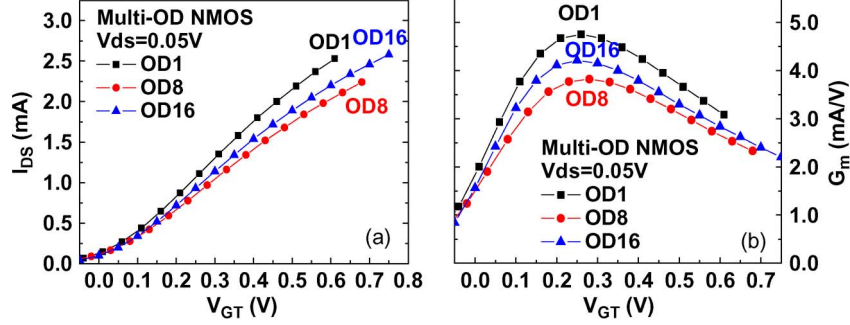 Multi-OD NMOS
Vds=0.05V
OD1
OD8
OD16
OD1
OD16
OD8
(a)
3.0
2.5
2.0
1.5
1.0
0.5
0.0
I_DS (mA)
0.0 0.1 0.2 0.3 0.4 0.5 0.6 0.7 0.8
V_GT (V)
OD1
OD16
OD8
Multi-OD NMOS
Vds=0.05V
OD1
OD8
OD16
(b)
5.0
4.0
3.0
2.0
1.0
0.0
G_m (mA/V)
0.0 0.1 0.2 0.3 0.4 0.5 0.6 0.7
V_GT (V)